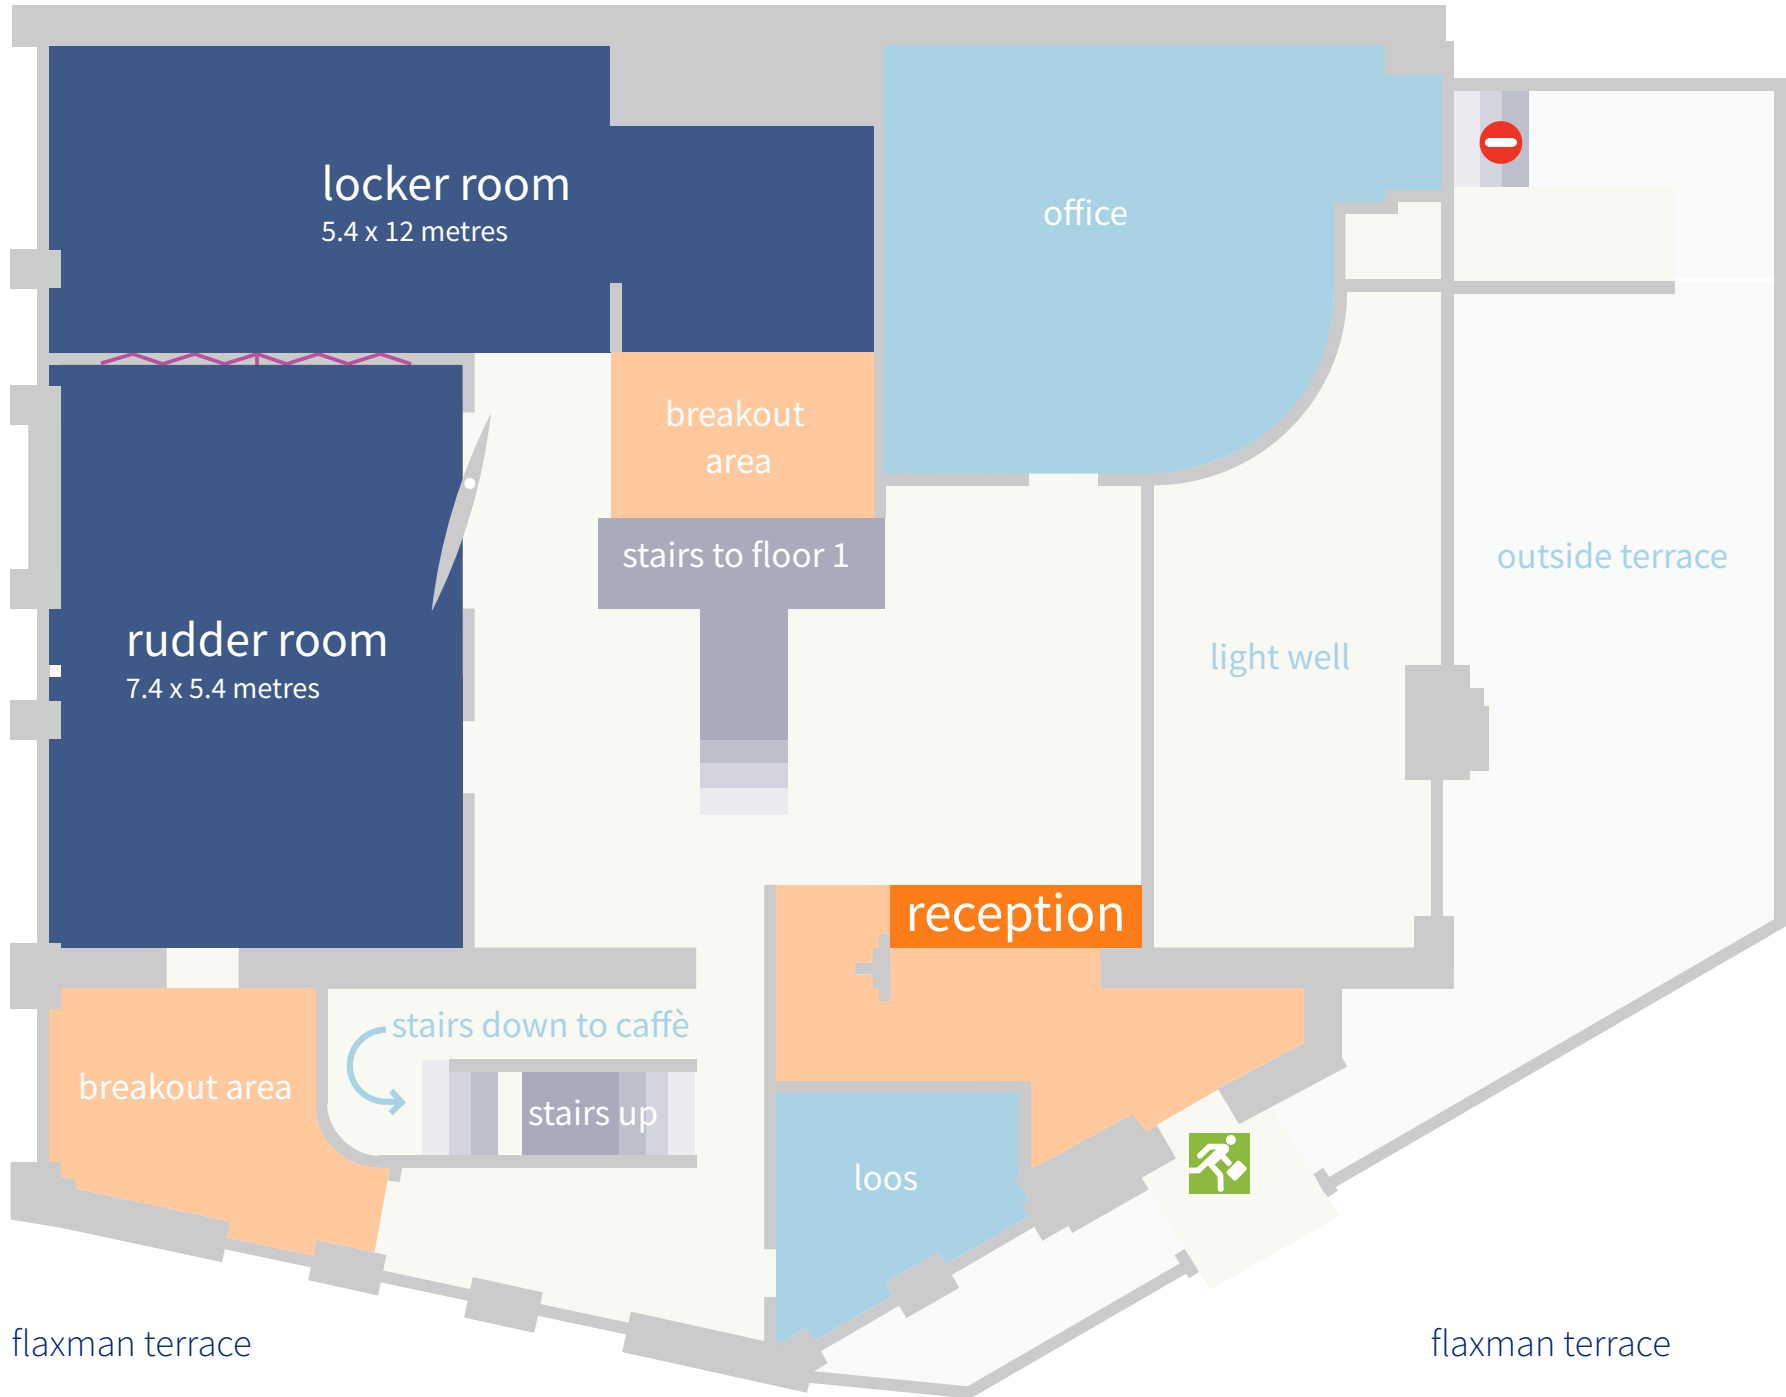 locker room
5.4 x 12 metres
office
breakout
area
stairs to floor 1
outside terrace
rudder room
7.4 x 5.4 metres
light well
reception
stairs down to caffè
breakout area
stairs up
loos
flaxman terrace
flaxman terrace